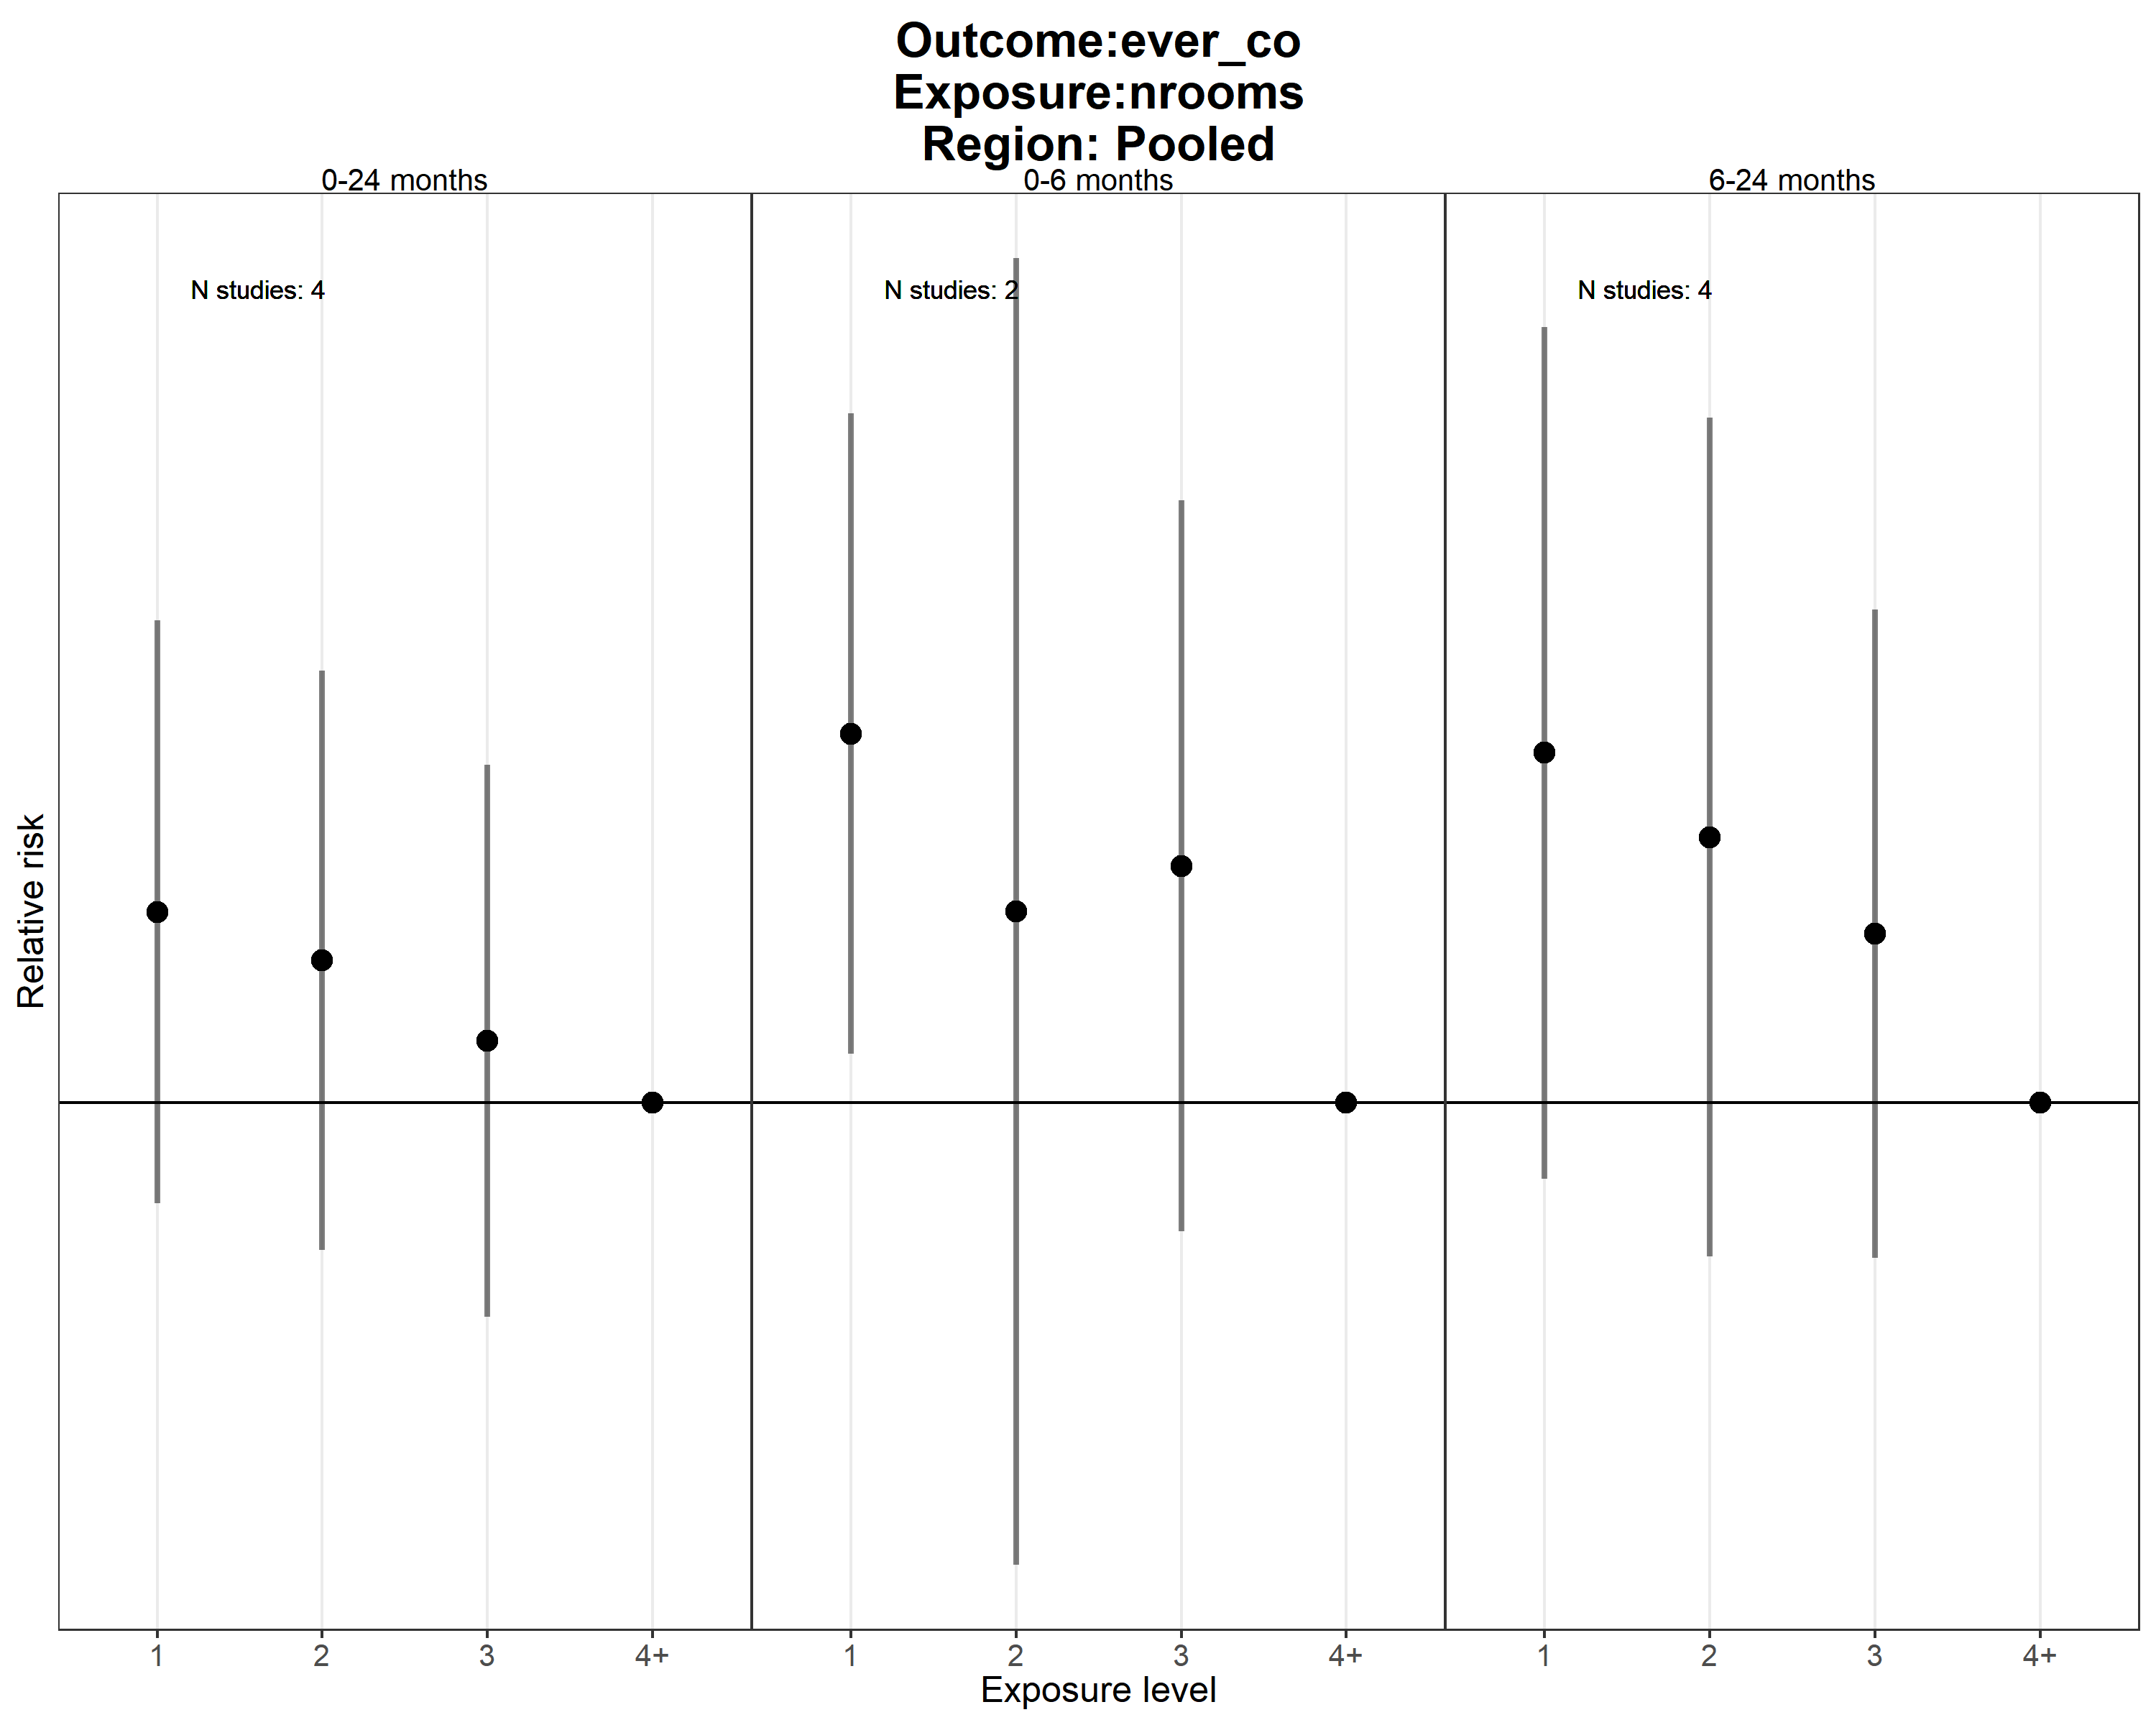 Outcome:ever_co
Exposure:nrooms
Region: Pooled
0-24 months
0-6 months
6-24 months
N studies: 4
N studies: 2
N studies: 4
Relative risk
1 2 3 4+
1 2 3 4+
1 2 3 4+
Exposure level